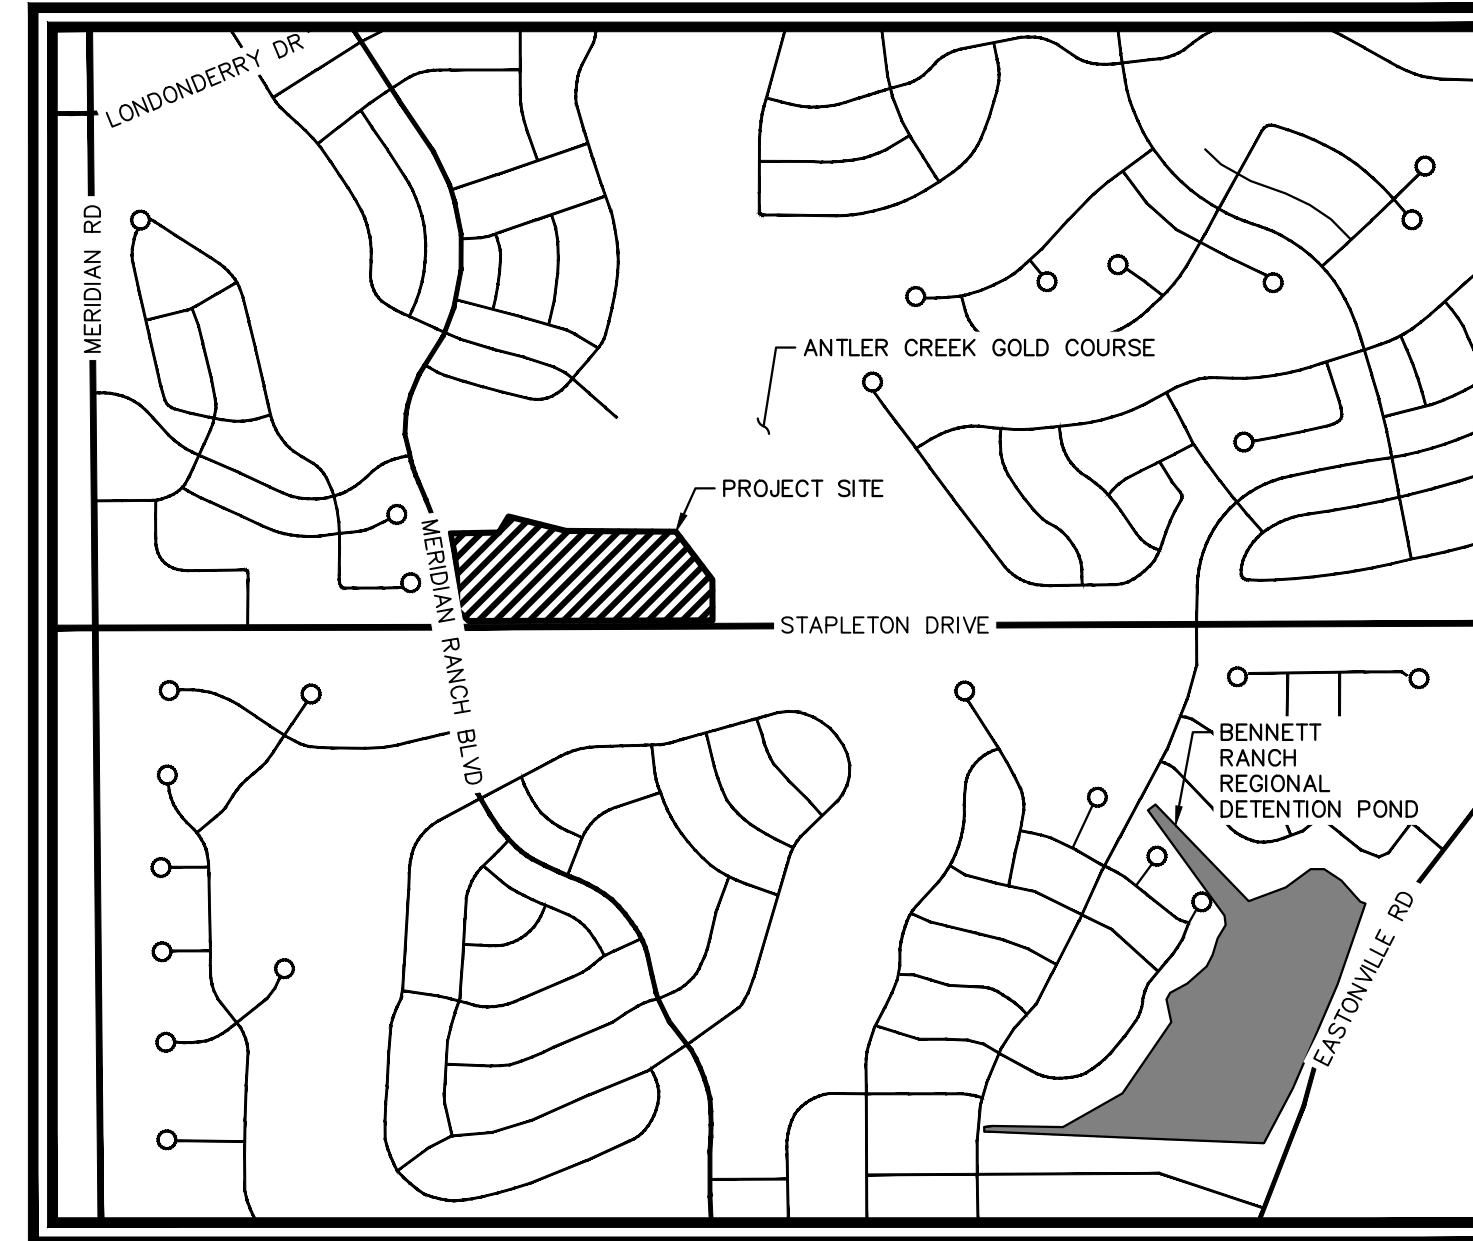 LONDONDERRY DR
MERIDIAN RD
ANTLER CREEK GOLD COURSE
PROJECT SITE
MERIDIAN RANCH BLVD
STAPLETON DRIVE
BENNETT
RANCH
REGIONAL
DETENTION POND
EASTONVILLE RD